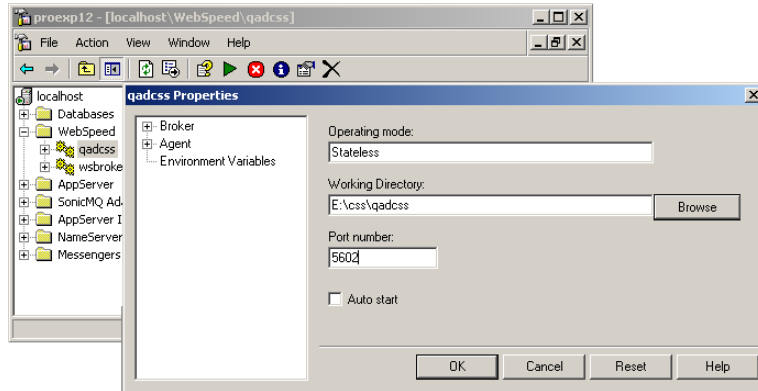 proexp12 - [localhost\WebSpeed\qadcss]
File Action View Window Help
localhost
Databases
WebSpeed
qadcss
wsbroke
AppServer
SonicMQ Ad
AppServer I
NameServer
Messengers
qadcss Properties
Broker
Agent
Environment Variables
Operating mode:
Stateless
Working Directory:
E:\css\qadcss
Browse
Port number:
5602
Auto start
OK Cancel Reset Help